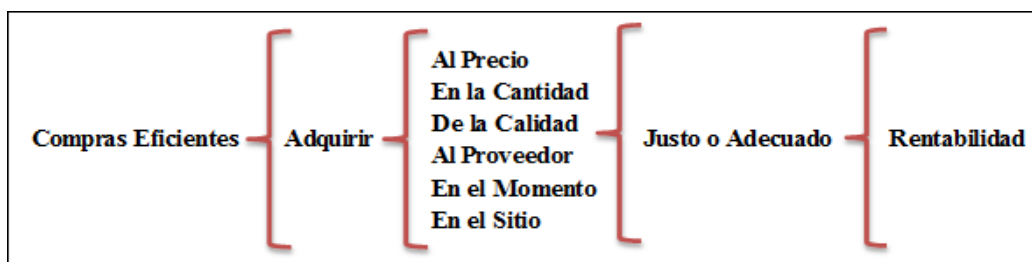 Compras Eficientes
Adquirir
Al Precio
En la Cantidad
De la Calidad
Al Proveedor
En el Momento
En el Sitio
Justo o Adecuado
Rentabilidad